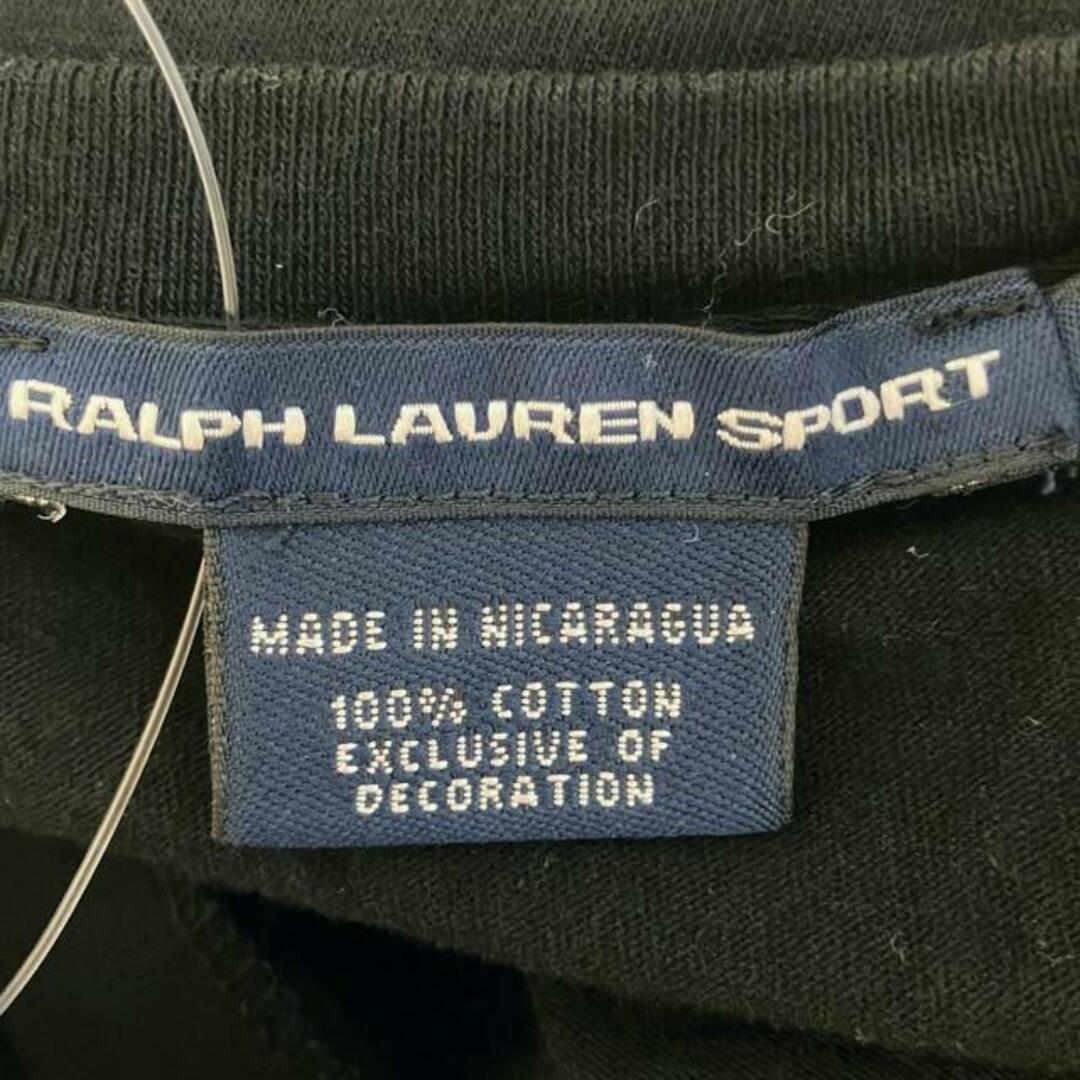 RALPH LAUREN SPORT
MADE IN NICARAGUA
100% COTTON
EXCLUSIVE OF
DECORATION